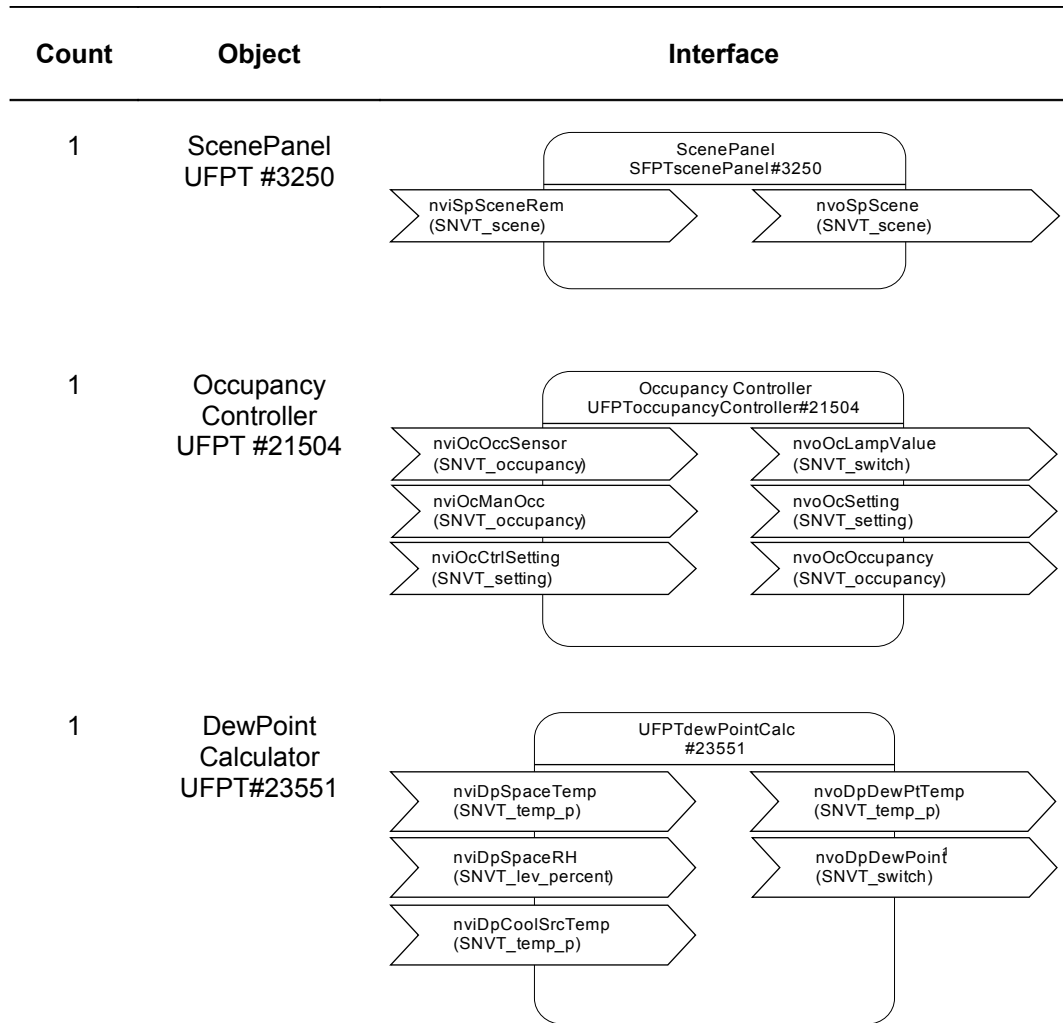 Count Object Interface
1
ScenePanel
UFPT #3250
ScenePanel
SFPTscenePanel#3250
nviSpSceneRem
(SNVT_scene)
nvoSpScene
(SNVT_scene)
1
Occupancy
Controller
UFPT #21504
Occupancy Controller
UFPToccupancyController#21504
nviOcOccSensor
(SNVT_occupancy)
nvoOcLampValue
(SNVT_switch)
nviOcManOcc
(SNVT_occupancy)
nvoOcSetting
(SNVT_setting)
nviOcCtrlSetting
(SNVT_setting)
nvoOcOccupancy
(SNVT_occupancy)
1
DewPoint
Calculator
UFPT#23551
UFPTdewPointCalc
#23551
nviDpSpaceTemp
(SNVT_temp_p)
nvoDpDewPtTemp
(SNVT_temp_p)
nviDpSpaceRH
(SNVT_lev_percent)
nvoDpDewPoint1
(SNVT_switch)
nviDpCoolSrcTemp
(SNVT_temp_p)